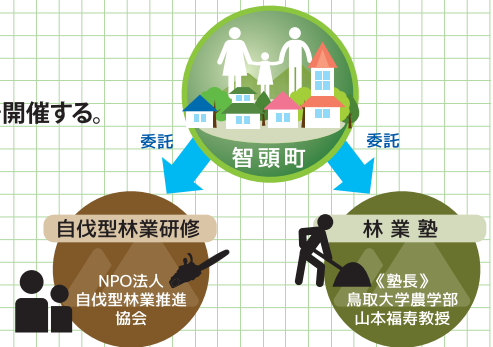 開催する。
委託
委託
智頭町
自伐型林業研修
NPO法人
自伐型林業推進
協会
林業塾
《塾長》
鳥取大学農学部
山本福寿教授